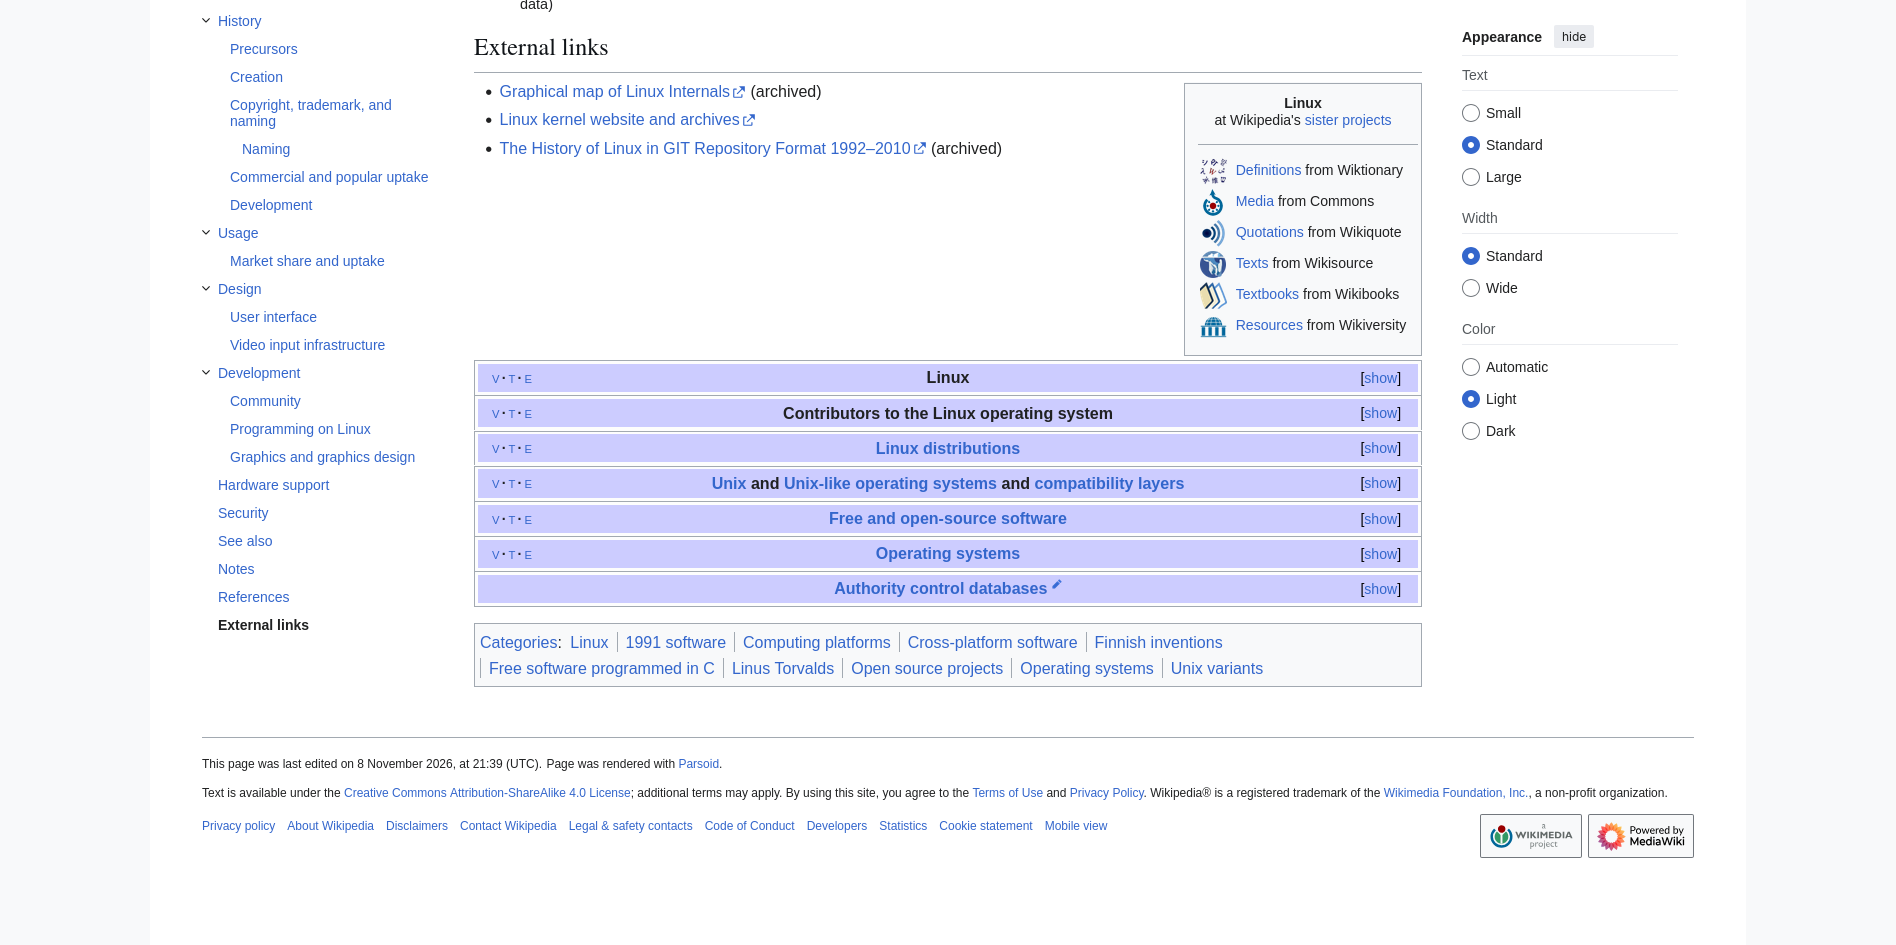 History
Precursors
Creation
Copyright, trademark, and
naming
Naming
Commercial and popular uptake
Development
Usage
Market share and uptake
Design
User interface
Video input infrastructure
Development
Community
Programming on Linux
Graphics and graphics design
Hardware support
Security
See also
Notes
References
External links
data)
External links
• Graphical map of Linux Internals (archived)
• Linux kernel website and archives
• The History of Linux in GIT Repository Format 1992–2010 (archived)
Linux
at Wikipedia's sister projects
Definitions from Wiktionary
Media from Commons
Quotations from Wikiquote
Texts from Wikisource
Textbooks from Wikibooks
Resources from Wikiversity
V · T · E Linux [show]
V · T · E Contributors to the Linux operating system [show]
V · T · E Linux distributions [show]
V · T · E Unix and Unix-like operating systems and compatibility layers [show]
V · T · E Free and open-source software [show]
V · T · E Operating systems [show]
Authority control databases [show]
Categories: Linux | 1991 software | Computing platforms | Cross-platform software | Finnish inventions
| Free software programmed in C | Linus Torvalds | Open source projects | Operating systems | Unix variants
Appearance hide
Text
Small
Standard
Large
Width
Standard
Wide
Color
Automatic
Light
Dark
This page was last edited on 8 November 2026, at 21:39 (UTC). Page was rendered with Parsoid.
Text is available under the Creative Commons Attribution-ShareAlike 4.0 License; additional terms may apply. By using this site, you agree to the Terms of Use and Privacy Policy. Wikipedia® is a registered trademark of the Wikimedia Foundation, Inc., a non-profit organization.
Privacy policy About Wikipedia Disclaimers Contact Wikipedia Legal & safety contacts Code of Conduct Developers Statistics Cookie statement Mobile view
a
WIKIMEDIA
project
Powered by
MediaWiki